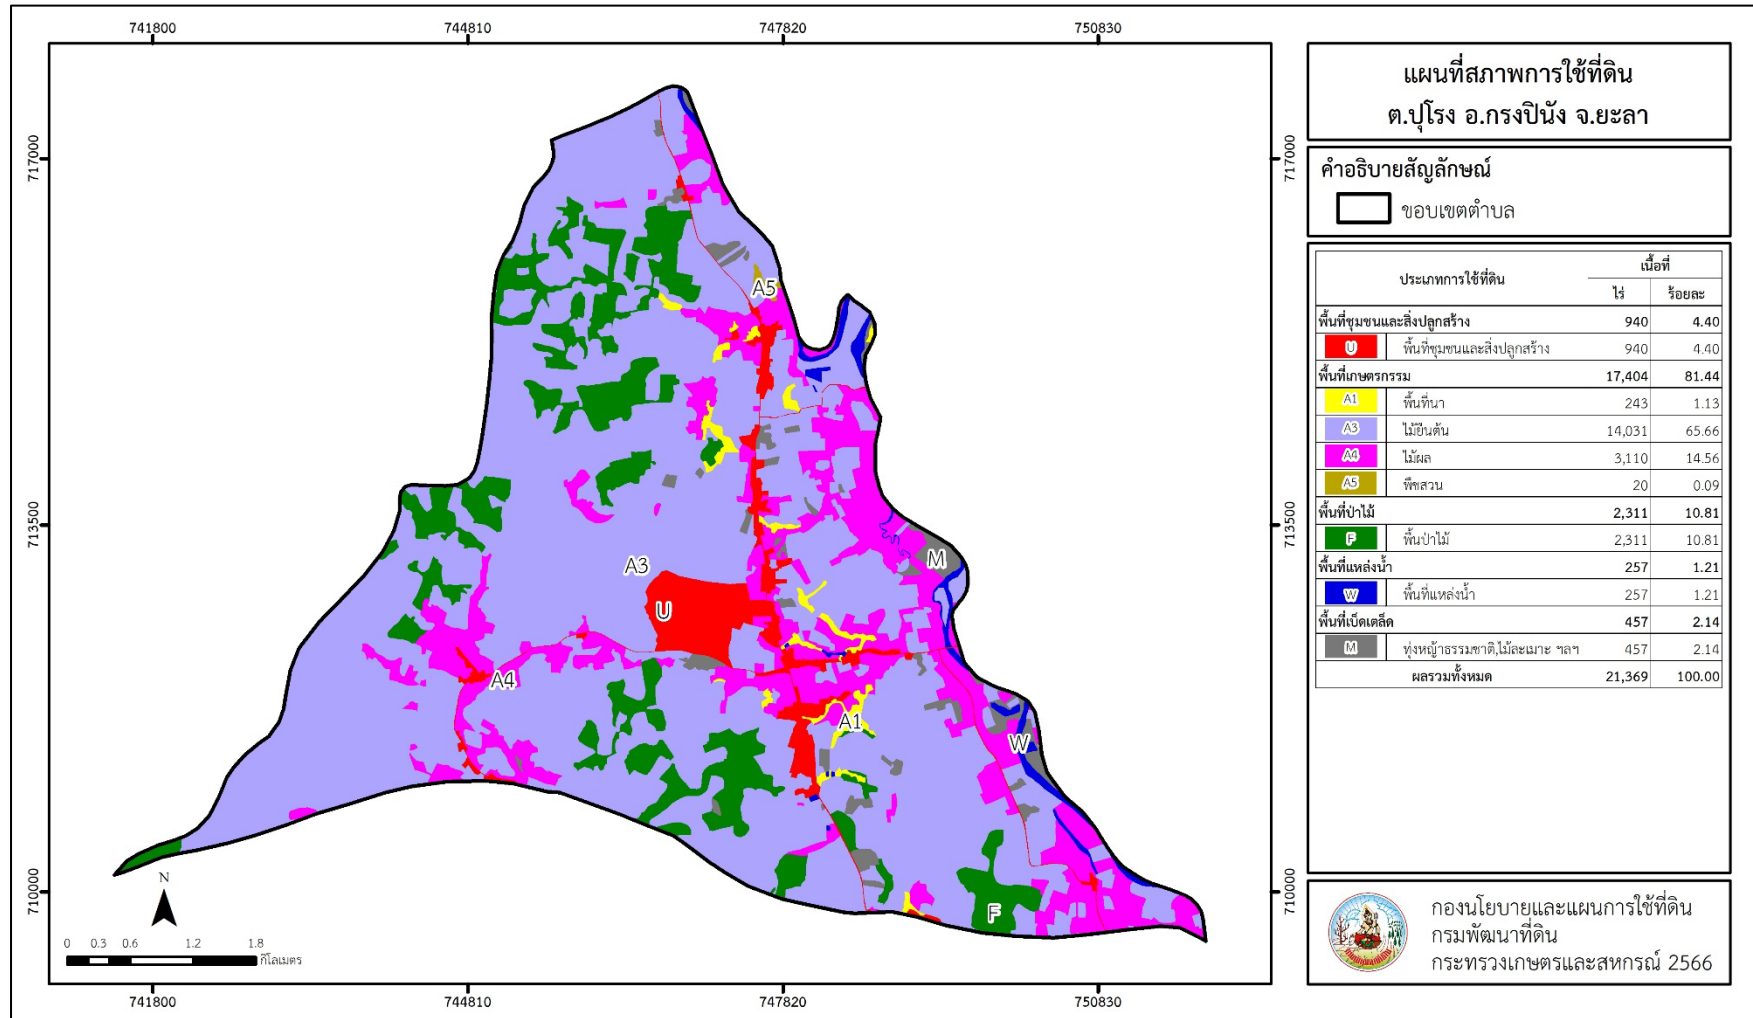 741800
744810
747820
750830
717000
713500
710000
717000
713500
710000
741800
744810
747820
750830
A5
A3
U
M
A4
A1
W
F
N
0 0.3 0.6 1.2 1.8
กิโลเมตร
แผนที่สภาพการใช้ที่ดิน
ต.ปุโรง อ.กรงปินัง จ.ยะลา
คำอธิบายสัญลักษณ์
ขอบเขตตำบล
ประเภทการใช้ที่ดิน เนื้อที่
ไร่ ร้อยละ
พื้นที่ชุมชนและสิ่งปลูกสร้าง 940 4.40
U พื้นที่ชุมชนและสิ่งปลูกสร้าง 940 4.40
พื้นที่เกษตรกรรม 17,404 81.44
A1 พื้นที่นา 243 1.13
A3 ไม้ยืนต้น 14,031 65.66
A4 ไม้ผล 3,110 14.56
A5 พืชสวน 20 0.09
พื้นที่ป่าไม้ 2,311 10.81
F พื้นป่าไม้ 2,311 10.81
พื้นที่แหล่งน้ำ 257 1.21
W พื้นที่แหล่งน้ำ 257 1.21
พื้นที่เบ็ดเตล็ด 457 2.14
M ทุ่งหญ้าธรรมชาติ,ไม้ละเมาะ ฯลฯ 457 2.14
ผลรวมทั้งหมด 21,369 100.00
กองนโยบายและแผนการใช้ที่ดิน
กรมพัฒนาที่ดิน
กระทรวงเกษตรและสหกรณ์ 2566